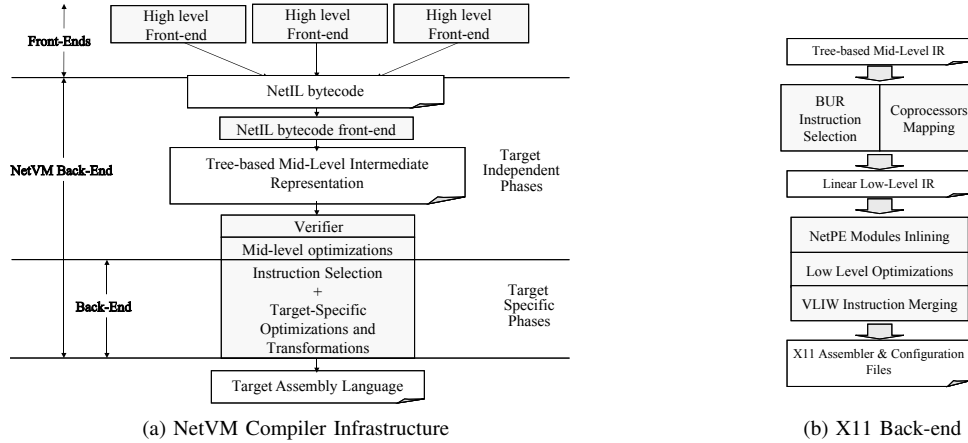 Front-Ends
High level
Front-end
High level
Front-end
High level
Front-end
NetVM Back-End
NetIL bytecode
NetIL bytecode front-end
Tree-based Mid-Level Intermediate
Representation
Verifier
Mid-level optimizations
Target
Independent
Phases
Back-End
Instruction Selection
+
Target-Specific
Optimizations and
Transformations
Target
Specific
Phases
Target Assembly Language
(a) NetVM Compiler Infrastructure
Tree-based Mid-Level IR
BUR
Instruction
Selection
Coprocessors
Mapping
Linear Low-Level IR
NetPE Modules Inlining
Low Level Optimizations
VLIW Instruction Merging
X11 Assembler & Configuration
Files
(b) X11 Back-end